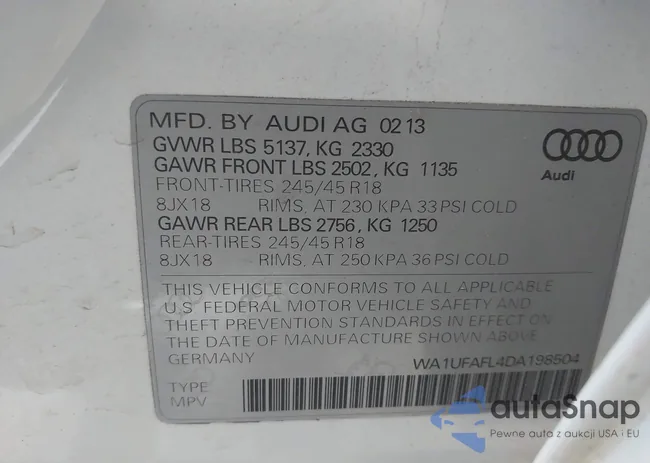 MFD. BY AUDI AG 02 13
GVWR LBS 5137, KG 2330
GAWR FRONT LBS 2502, KG 1135
FRONT-TIRES 245/45 R18
8JX18 RIMS, AT 230 KPA 33 PSI COLD
GAWR REAR LBS 2756, KG 1250
REAR-TIRES 245/45 R18
8JX18 RIMS, AT 250 KPA 36 PSI COLD
Audi
THIS VEHICLE CONFORMS TO ALL APPLICABLE
U.S. FEDERAL MOTOR VEHICLE SAFETY AND
THEFT PREVENTION STANDARDS IN EFFECT ON
THE DATE OF MANUFACTURE SHOWN ABOVE.
GERMANY WA1UFAFL4DA198504
TYPE
MPV
autaSnap
Pewne auta z aukcji USA i EU